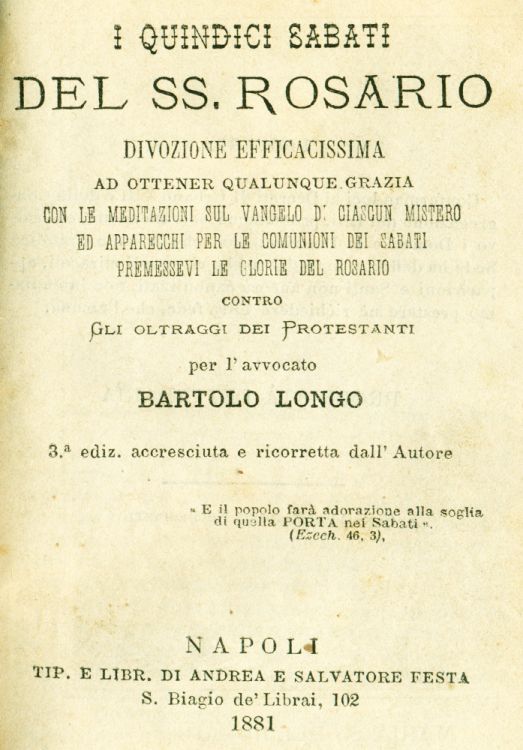 I QUINDICI SABATI
DEL SS. ROSARIO
DIVOZIONE EFFICACISSIMA
AD OTTENER QUALUNQUE GRAZIA
CON LE MEDITAZIONI SUL VANGELO DI CIASCUN MISTERO
ED APPARECCHI PER LE COMUNIONI DEI SABATI
PREMESSEVI LE GLORIE DEL ROSARIO
CONTRO
GLI OLTRAGGI DEI PROTESTANTI
per l'avvocato
BARTOLO LONGO
3.ª ediz. accresciuta e ricorretta dall' Autore
« E il popolo farà adorazione alla soglia
di quella PORTA nei Sabati ».
(Ezech. 46, 3),
NAPOLI
TIP. E LIBR. DI ANDREA E SALVATORE FESTA
S. Biagio de' Librai, 102
1881